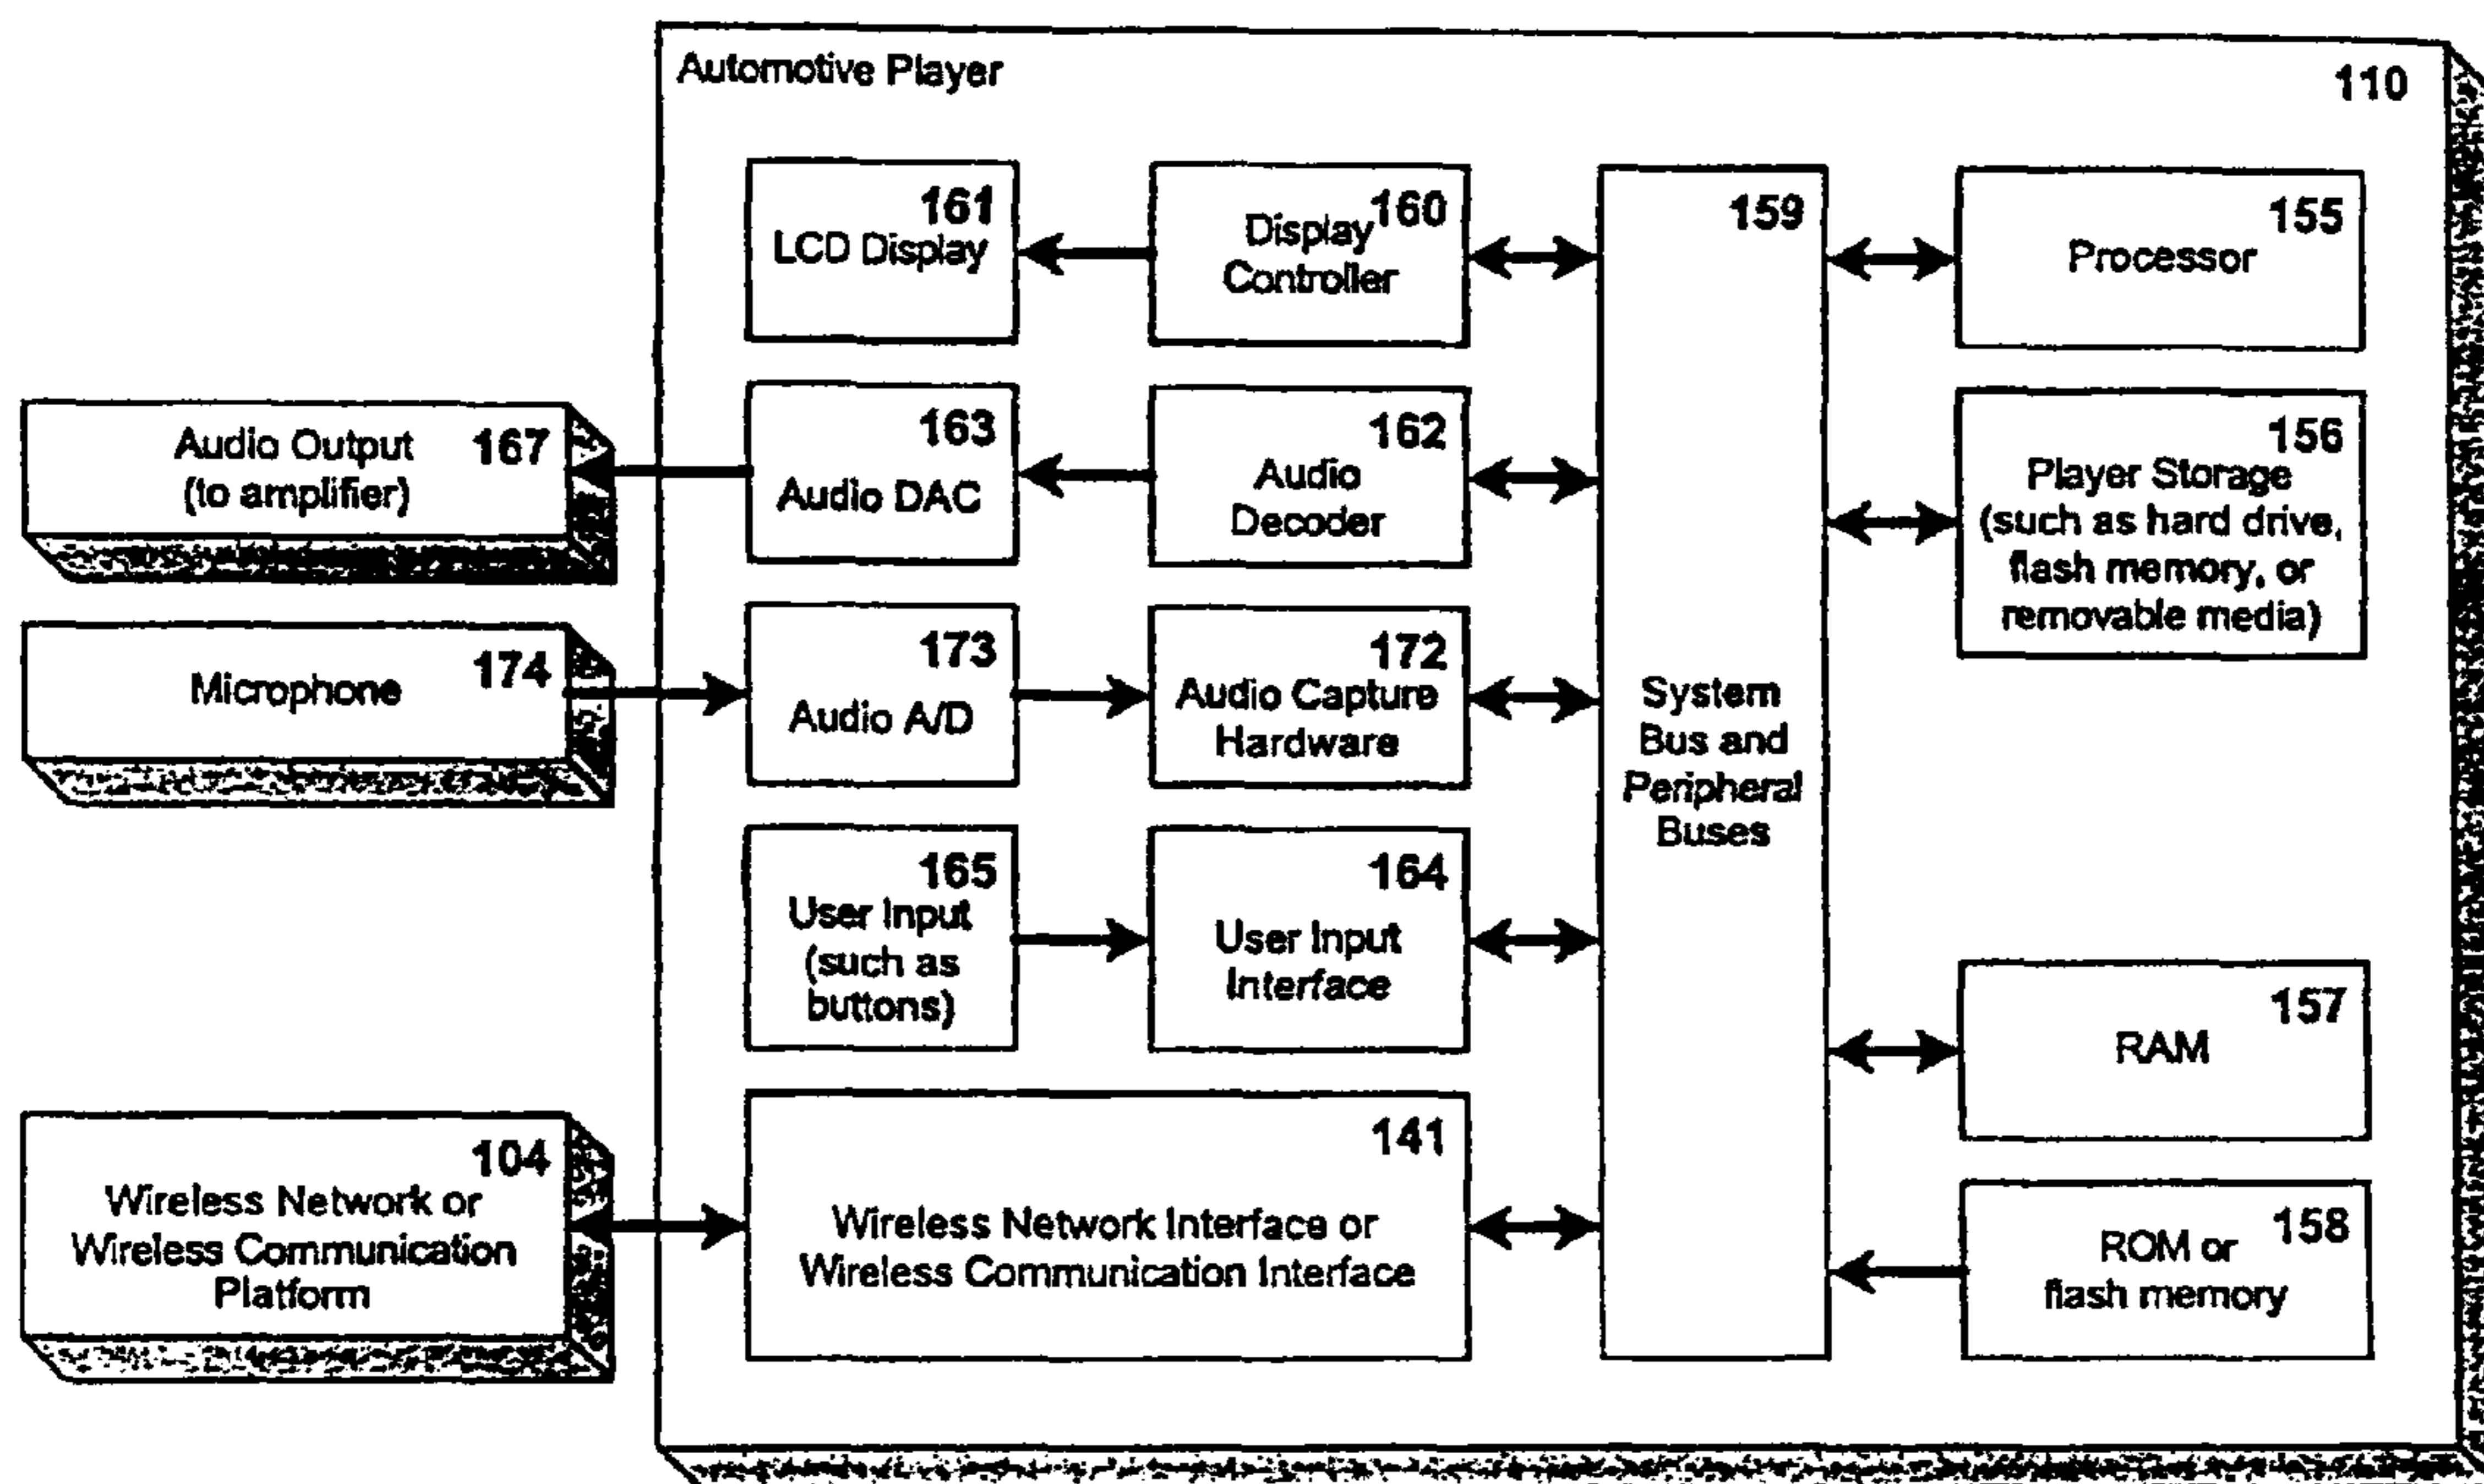 Automotive Player
110
161
LCD Display
160
Display
Controller
159
System
Bus and
Peripheral
Buses
155
Processor
167
Audio Output
(to amplifier)
163
Audio DAC
162
Audio
Decoder
156
Player Storage
(such as hard drive,
flash memory, or
removable media)
174
Microphone
173
Audio A/D
172
Audio Capture
Hardware
165
User Input
(such as
buttons)
164
User Input
Interface
157
RAM
104
Wireless Network or
Wireless Communication
Platform
141
Wireless Network Interface or
Wireless Communication Interface
158
ROM or
flash memory